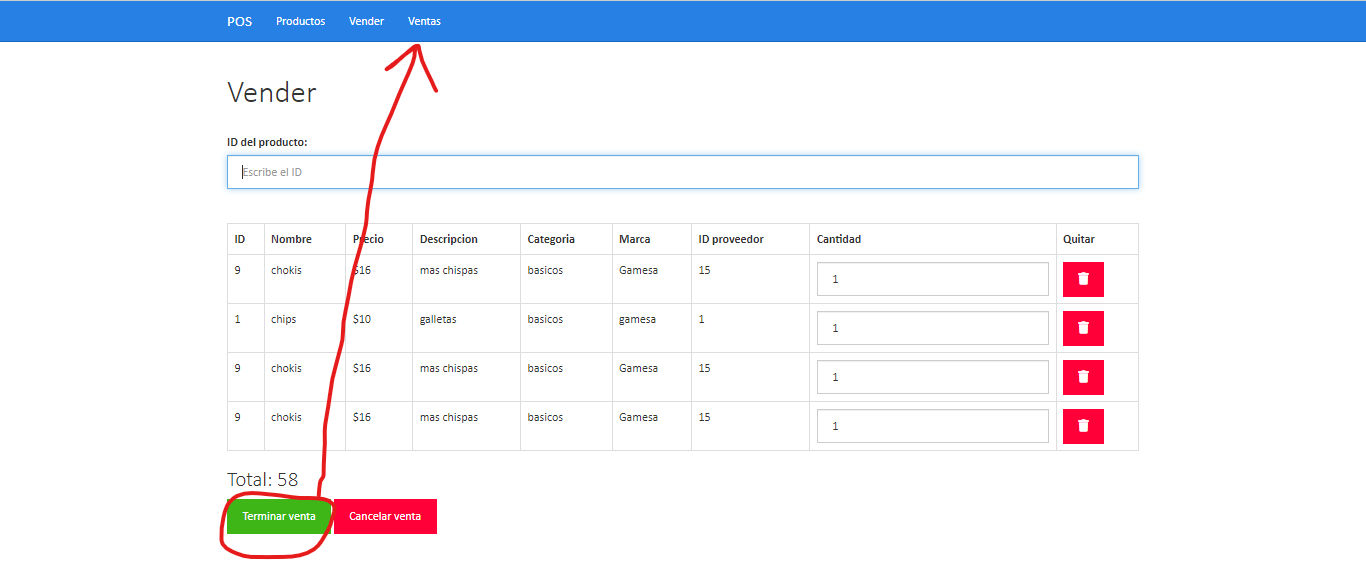 POS Productos Vender Ventas
Vender
ID del producto:
Escribe el ID
ID Nombre Precio Descripcion Categoria Marca ID proveedor Cantidad Quitar
9 chokis $16 mas chispas basicos Gamesa 15 1
1 chips $10 galletas basicos gamesa 1 1
9 chokis $16 mas chispas basicos Gamesa 15 1
9 chokis $16 mas chispas basicos Gamesa 15 1
Total: 58
Terminar venta Cancelar venta